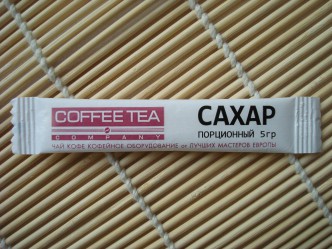 COFFEE TEA
COMPANY
САХАР
ПОРЦИОННЫЙ 5гр
ЧАЙ КОФЕ КОФЕЙНОЕ ОБОРУДОВАНИЕ от ЛУЧШИХ МАСТЕРОВ ЕВРОПЫ